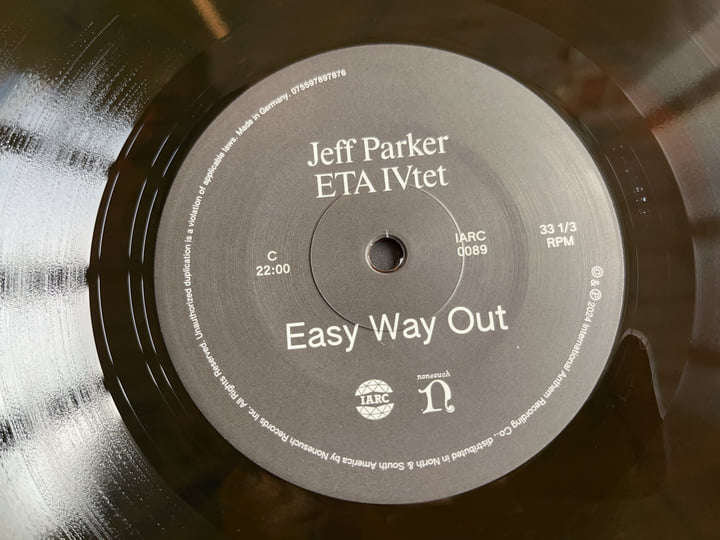 Jeff Parker
ETA IVtet
C
22:00
IARC
0089
33 1/3
RPM
Easy Way Out
IARC
nonesuch
© & ℗ 2024 International Anthem Recording Co., distributed in North & South America by Nonesuch Records Inc. All Rights Reserved. Unauthorized duplication is a violation of applicable laws. Made in Germany. 075597897876